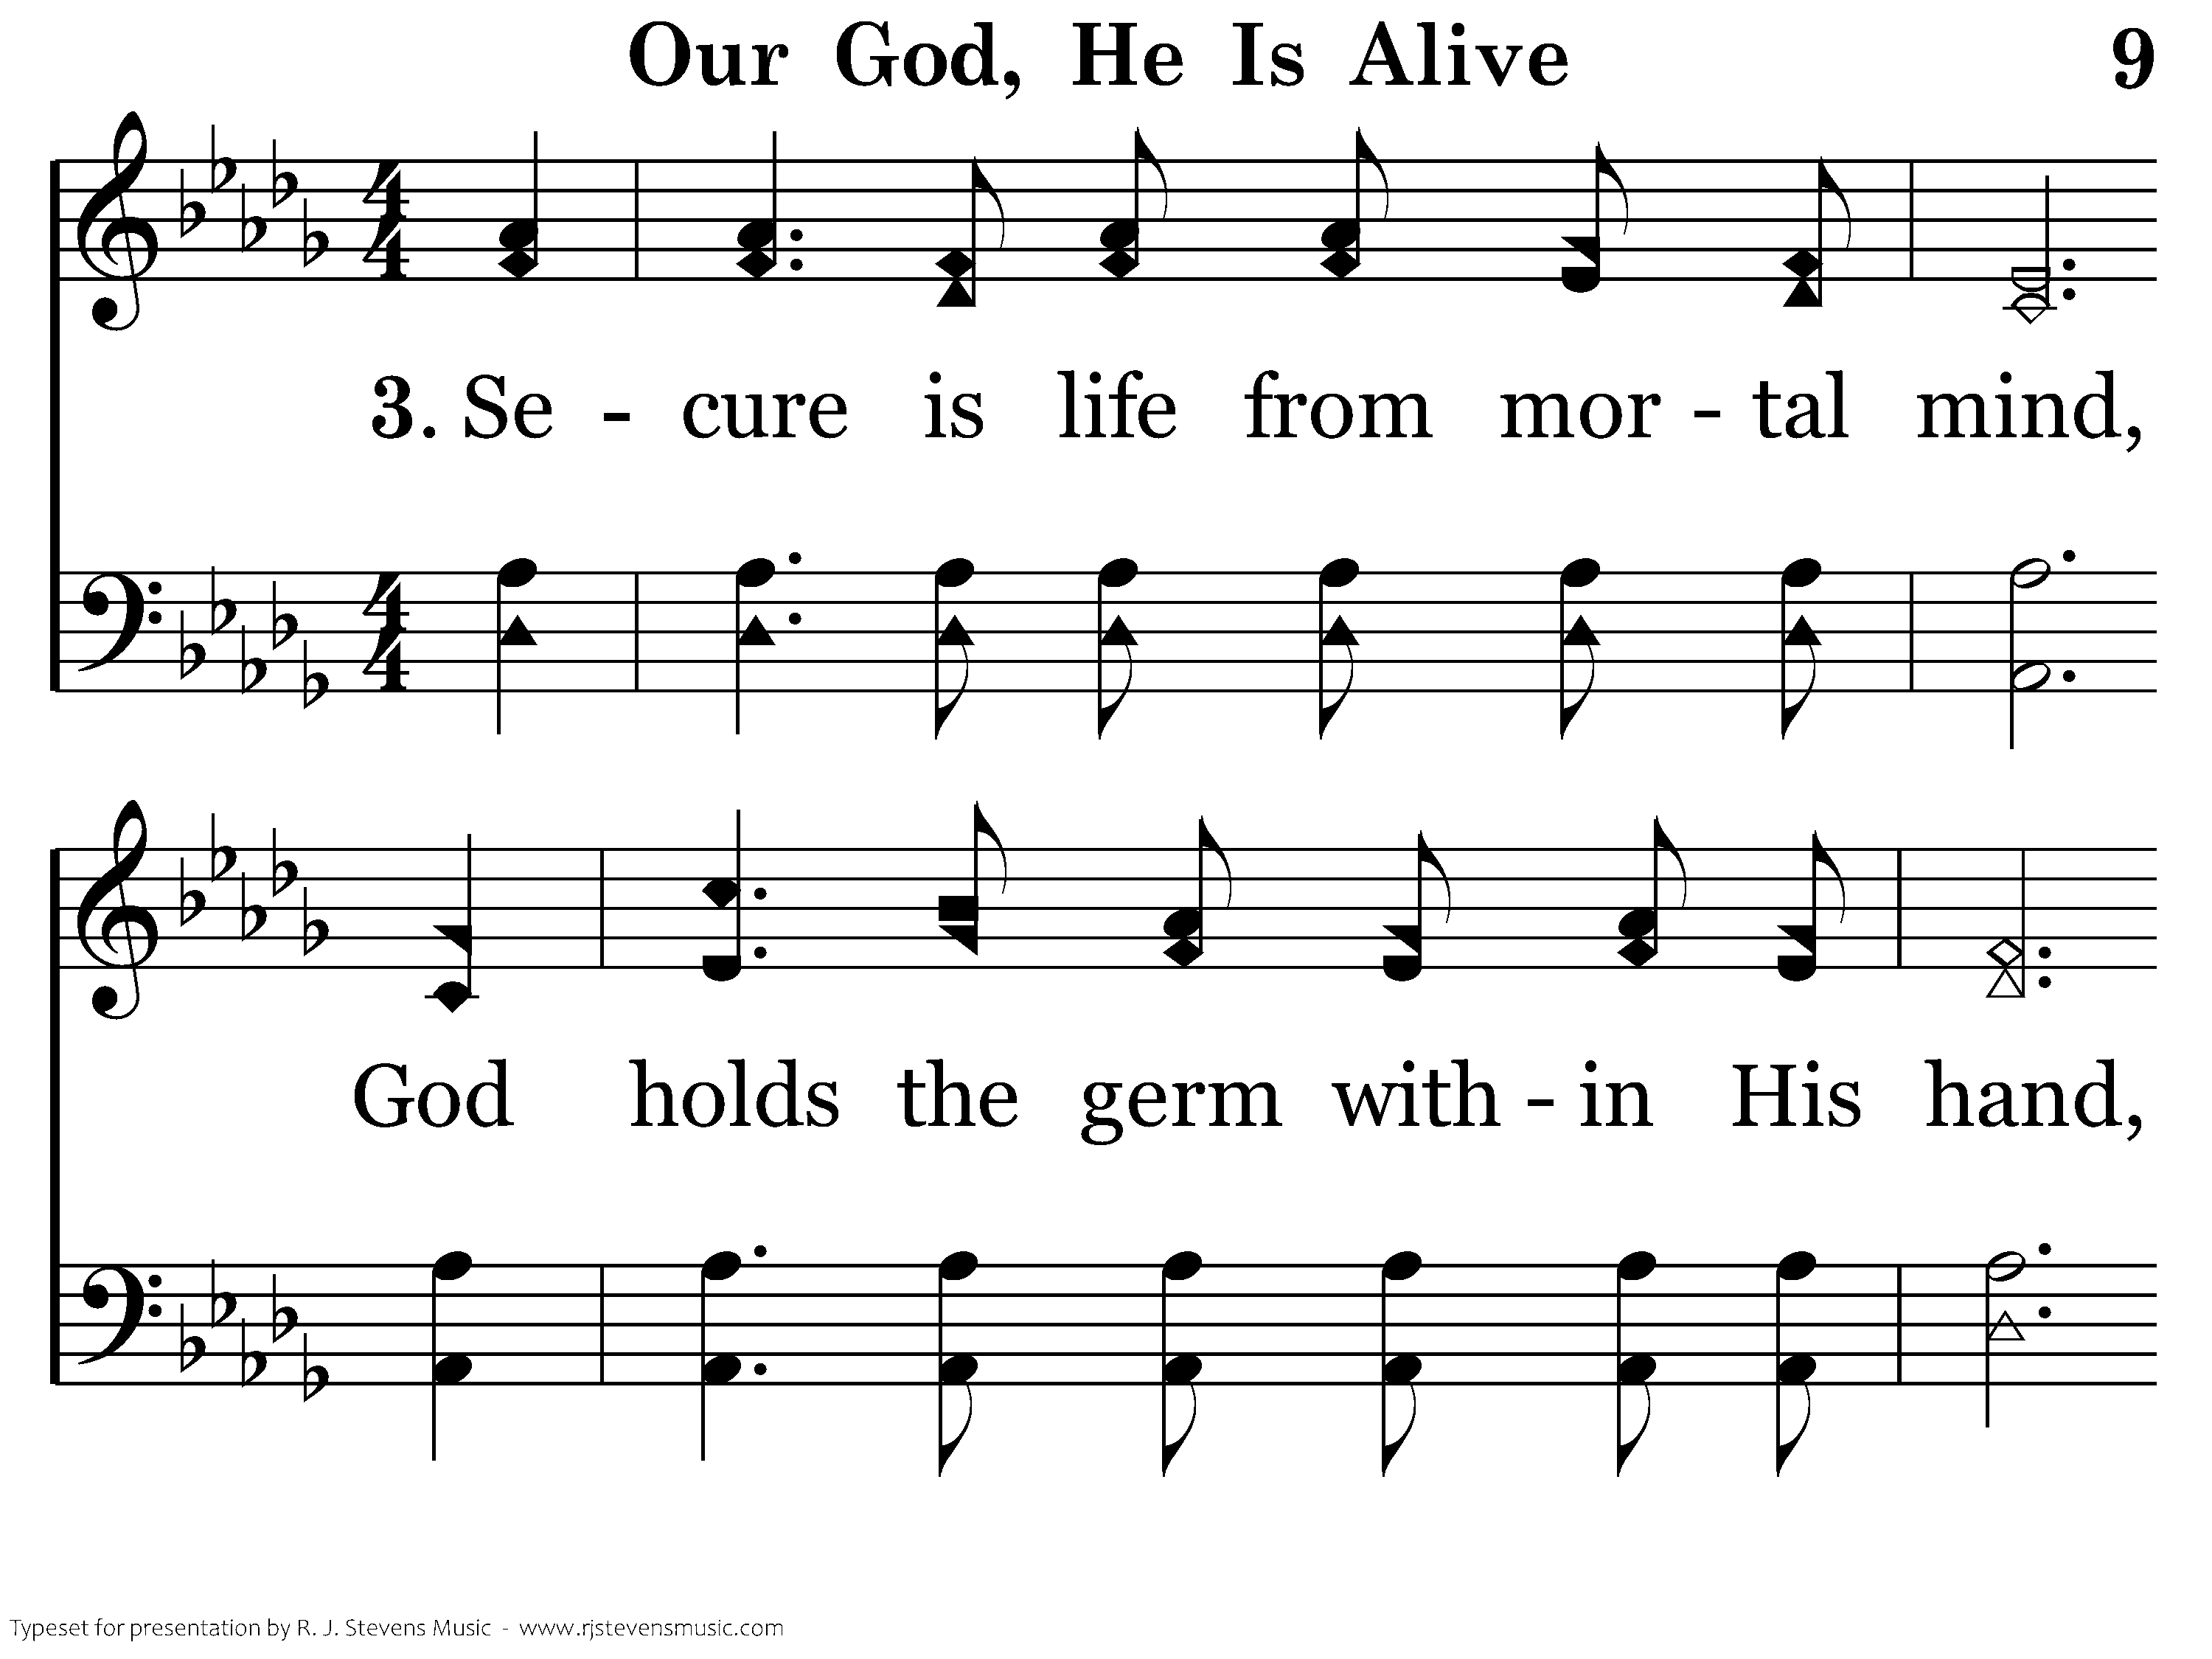 Our God, He Is Alive 9
3. Se - cure is life from mor - tal mind,
God holds the germ with - in His hand,
Typeset for presentation by R. J. Stevens Music - www.rjstevensmusic.com